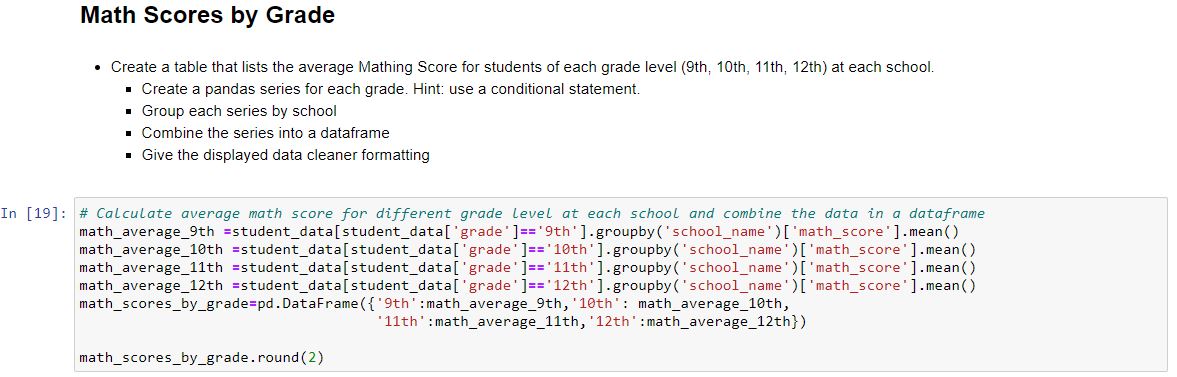 Math Scores by Grade
• Create a table that lists the average Mathing Score for students of each grade level (9th, 10th, 11th, 12th) at each school.
▪ Create a pandas series for each grade. Hint: use a conditional statement.
▪ Group each series by school
▪ Combine the series into a dataframe
▪ Give the displayed data cleaner formatting
In [19]: # Calculate average math score for different grade level at each school and combine the data in a dataframe
math_average_9th =student_data[student_data['grade']=='9th'].groupby('school_name')['math_score'].mean()
math_average_10th =student_data[student_data['grade']=='10th'].groupby('school_name')['math_score'].mean()
math_average_11th =student_data[student_data['grade']=='11th'].groupby('school_name')['math_score'].mean()
math_average_12th =student_data[student_data['grade']=='12th'].groupby('school_name')['math_score'].mean()
math_scores_by_grade=pd.DataFrame({'9th':math_average_9th,'10th': math_average_10th,
'11th':math_average_11th,'12th':math_average_12th})
math_scores_by_grade.round(2)